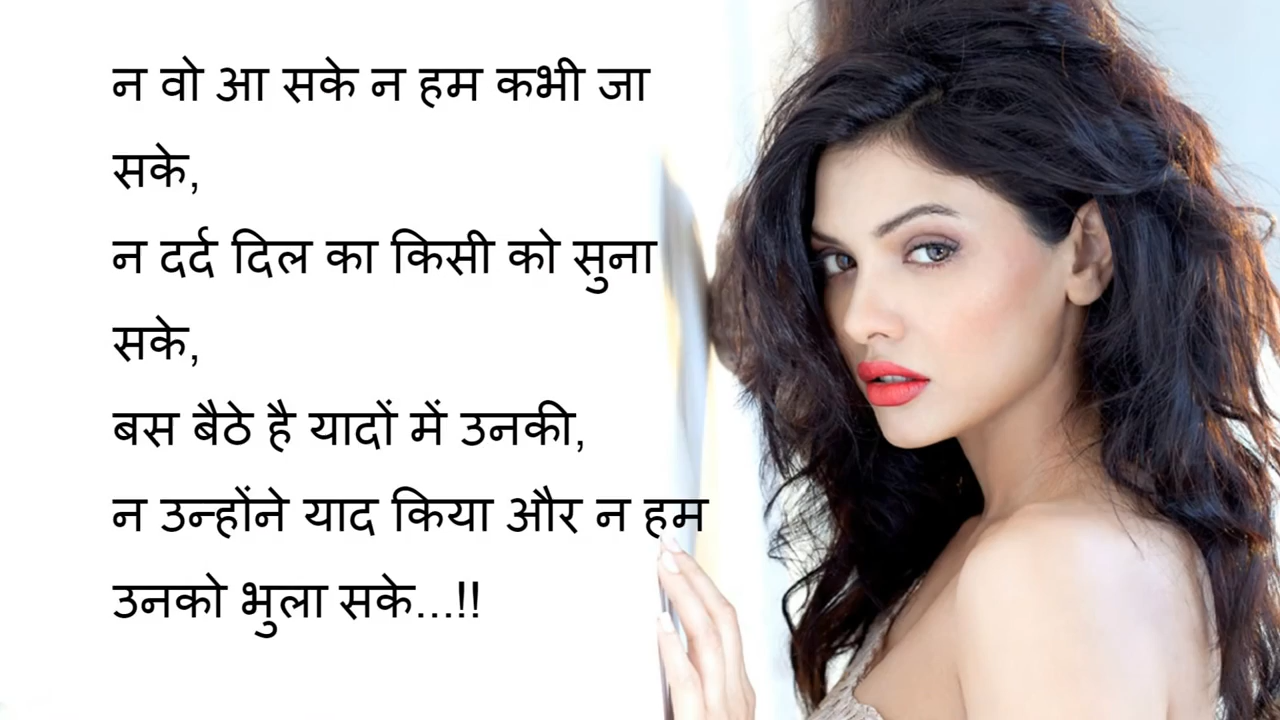 न वो आ सके न हम कभी जा
सके,
न दर्द दिल का किसी को सुना
सके,
बस बैठे है यादों में उनकी,
न उन्होंने याद किया और न हम
उनको भुला सके...!!